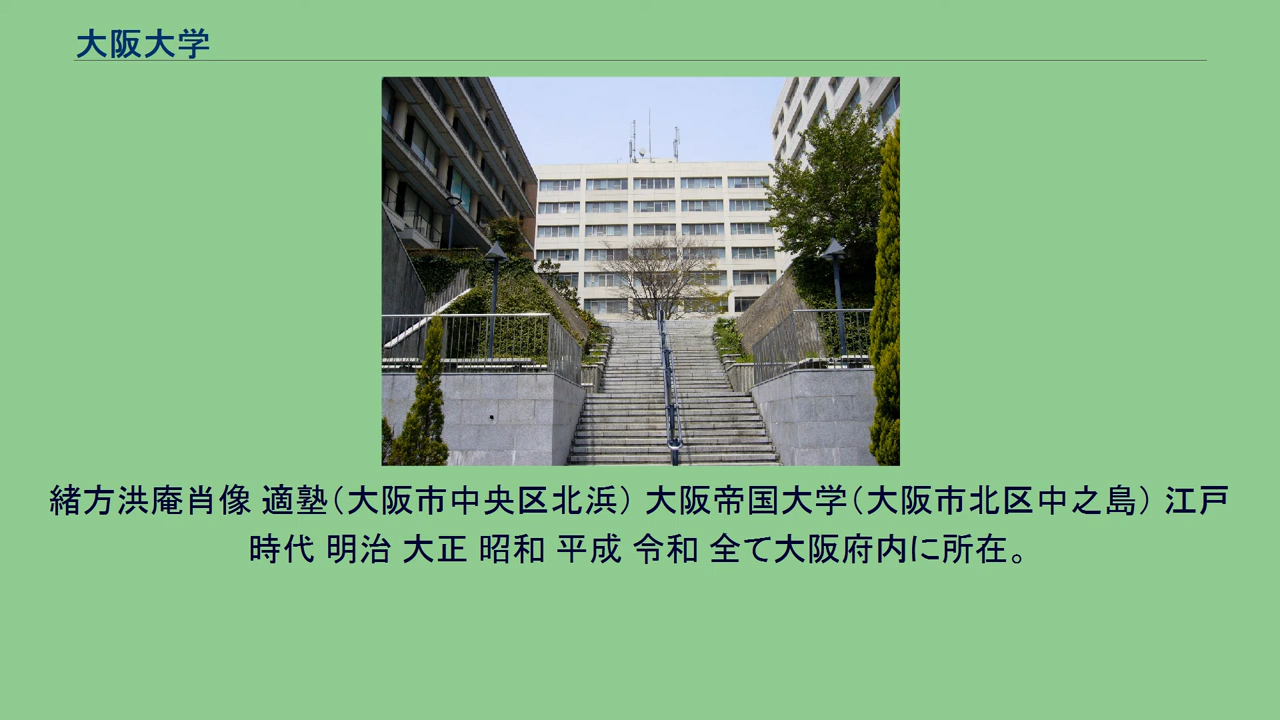 大阪大学
緒方洪庵肖像 適塾（大阪市中央区北浜） 大阪帝国大学（大阪市北区中之島） 江戸
時代 明治 大正 昭和 平成 令和 全て大阪府内に所在。